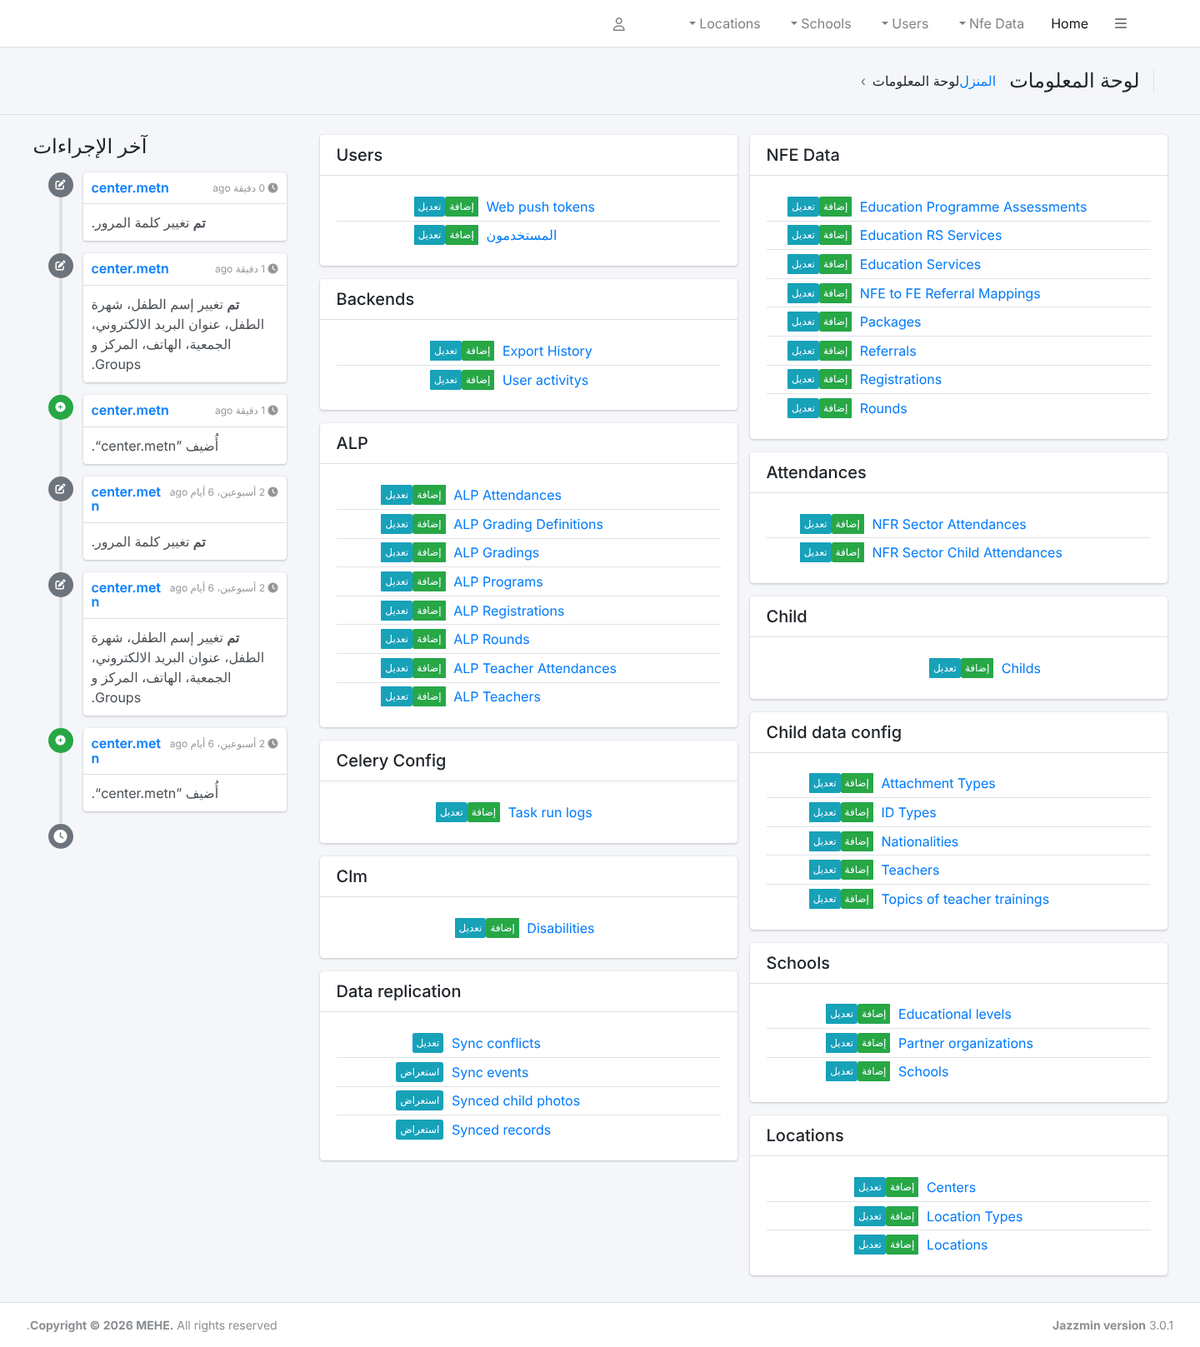 Home
Nfe Data
Users
Schools
Locations
لوحة المعلومات
المنزل
لوحة المعلومات ›
NFE Data
Education Programme Assessments إضافة تعديل
Education RS Services إضافة تعديل
Education Services إضافة تعديل
NFE to FE Referral Mappings إضافة تعديل
Packages إضافة تعديل
Referrals إضافة تعديل
Registrations إضافة تعديل
Rounds إضافة تعديل
Attendances
NFR Sector Attendances إضافة تعديل
NFR Sector Child Attendances إضافة تعديل
Child
Childs إضافة تعديل
Child data config
Attachment Types إضافة تعديل
ID Types إضافة تعديل
Nationalities إضافة تعديل
Teachers إضافة تعديل
Topics of teacher trainings إضافة تعديل
Schools
Educational levels إضافة تعديل
Partner organizations إضافة تعديل
Schools إضافة تعديل
Locations
Centers إضافة تعديل
Location Types إضافة تعديل
Locations إضافة تعديل
Users
Web push tokens إضافة تعديل
المستخدمون إضافة تعديل
Backends
Export History إضافة تعديل
User activitys إضافة تعديل
ALP
ALP Attendances إضافة تعديل
ALP Grading Definitions إضافة تعديل
ALP Gradings إضافة تعديل
ALP Programs إضافة تعديل
ALP Registrations إضافة تعديل
ALP Rounds إضافة تعديل
ALP Teacher Attendances إضافة تعديل
ALP Teachers إضافة تعديل
Celery Config
Task run logs إضافة تعديل
Clm
Disabilities إضافة تعديل
Data replication
Sync conflicts تعديل
Sync events استعراض
Synced child photos استعراض
Synced records استعراض
آخر الإجراءات
0 دقيقة ago center.metn
تم تغيير كلمة المرور.
1 دقيقة ago center.metn
تم تغيير إسم الطفل، شهرة
الطفل، عنوان البريد الالكتروني،
الجمعية، الهاتف، المركز و
Groups.
1 دقيقة ago center.metn
أُضيف "center.metn".
2 أسبوعين، 6 أيام ago center.met
n
تم تغيير كلمة المرور.
2 أسبوعين، 6 أيام ago center.met
n
تم تغيير إسم الطفل، شهرة
الطفل، عنوان البريد الالكتروني،
الجمعية، الهاتف، المركز و
Groups.
2 أسبوعين، 6 أيام ago center.met
n
أُضيف "center.metn".
Jazzmin version 3.0.1
Copyright © 2026 MEHE. All rights reserved.